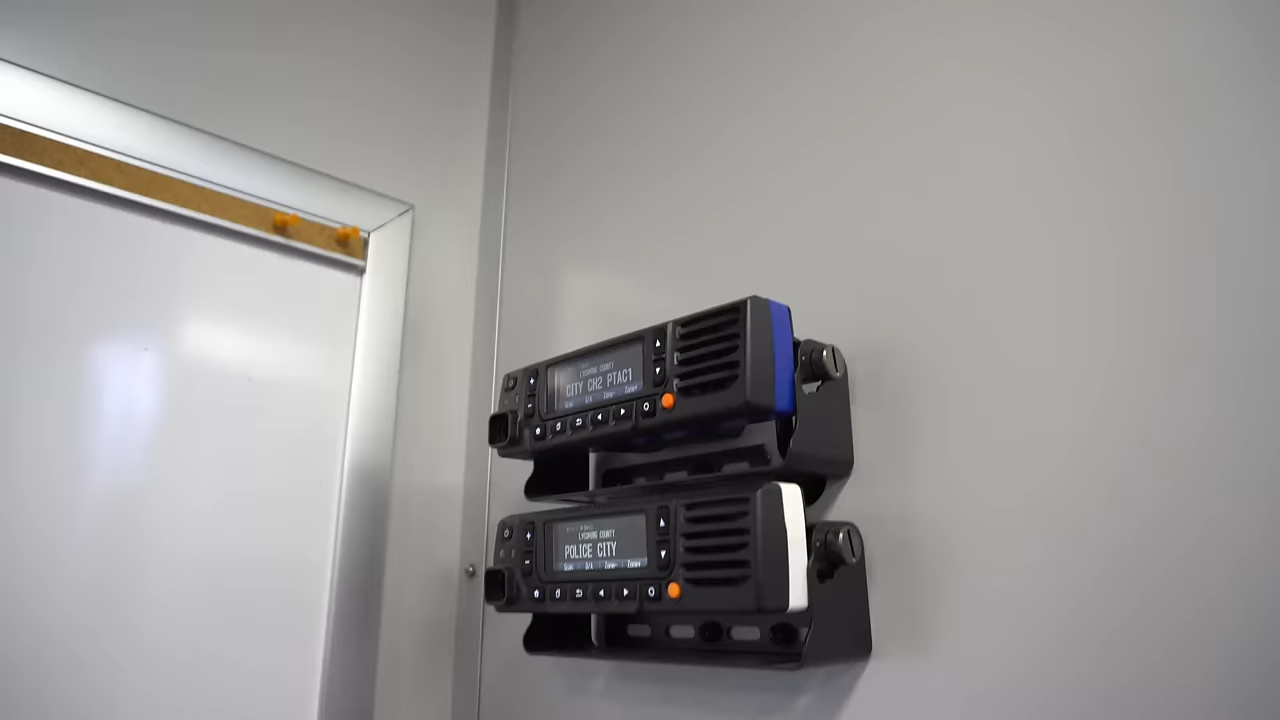 LYCOMING COUNTY
CITY CH2 PTAC1
Scan D/A Zone- Zone+
LYCOMING COUNTY
POLICE CITY
Scan D/A Zone- Zone+